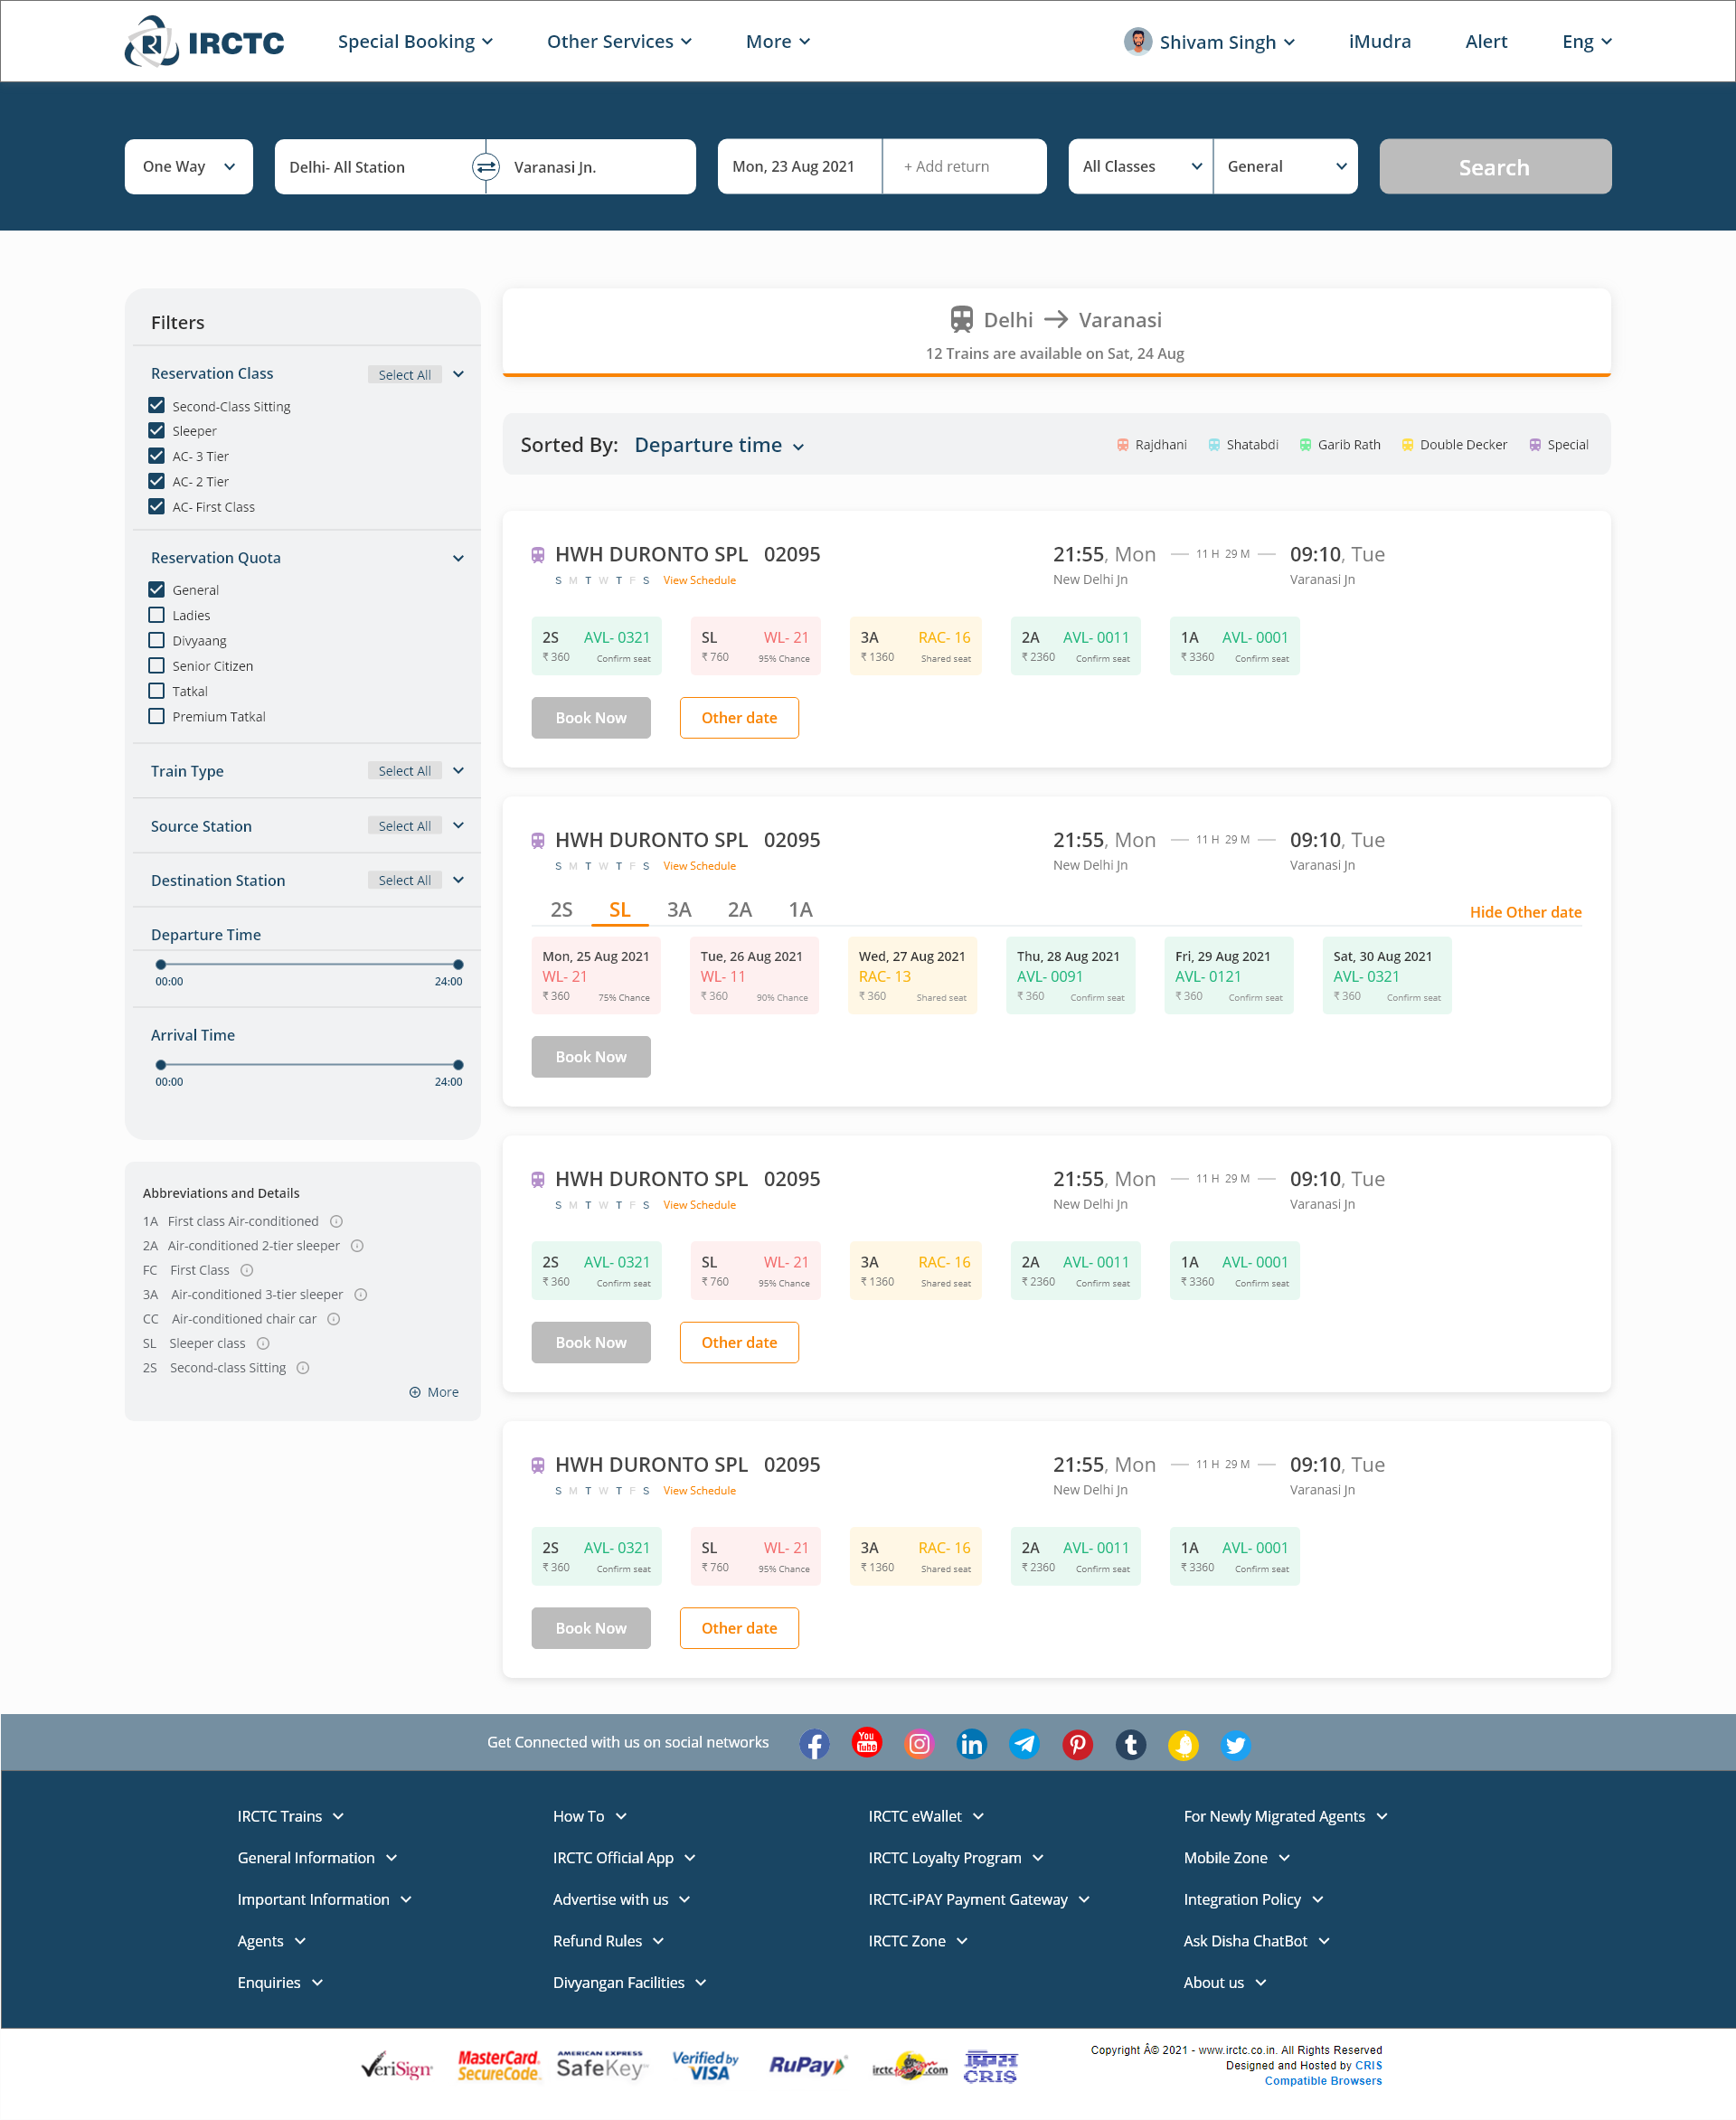 IRCTC Special Booking Other Services More Shivam Singh iMudra Alert Eng
One Way Delhi- All Station Varanasi Jn. Mon, 23 Aug 2021 + Add return All Classes General Search
Filters
Reservation Class Select All
Second-Class Sitting
Sleeper
AC- 3 Tier
AC- 2 Tier
AC- First Class
Reservation Quota
General
Ladies
Divyaang
Senior Citizen
Tatkal
Premium Tatkal
Train Type Select All
Source Station Select All
Destination Station Select All
Departure Time
00:00 24:00
Arrival Time
00:00 24:00
Abbreviations and Details
1A First class Air-conditioned
2A Air-conditioned 2-tier sleeper
FC First Class
3A Air-conditioned 3-tier sleeper
CC Air-conditioned chair car
SL Sleeper class
2S Second-class Sitting
More
Delhi Varanasi
12 Trains are available on Sat, 24 Aug
Sorted By: Departure time Rajdhani Shatabdi Garib Rath Double Decker Special
HWH DURONTO SPL 02095 21:55, Mon 11 H 29 M 09:10, Tue
S M T W T F S View Schedule New Delhi Jn Varanasi Jn
2S AVL- 0321 SL WL- 21 3A RAC- 16 2A AVL- 0011 1A AVL- 0001
₹ 360 Confirm seat ₹ 760 95% Chance ₹ 1360 Shared seat ₹ 2360 Confirm seat ₹ 3360 Confirm seat
Book Now Other date
HWH DURONTO SPL 02095 21:55, Mon 11 H 29 M 09:10, Tue
S M T W T F S View Schedule New Delhi Jn Varanasi Jn
2S SL 3A 2A 1A Hide Other date
Mon, 25 Aug 2021 Tue, 26 Aug 2021 Wed, 27 Aug 2021 Thu, 28 Aug 2021 Fri, 29 Aug 2021 Sat, 30 Aug 2021
WL- 21 WL- 11 RAC- 13 AVL- 0091 AVL- 0121 AVL- 0321
₹ 360 75% Chance ₹ 360 90% Chance ₹ 360 Shared seat ₹ 360 Confirm seat ₹ 360 Confirm seat ₹ 360 Confirm seat
Book Now
HWH DURONTO SPL 02095 21:55, Mon 11 H 29 M 09:10, Tue
S M T W T F S View Schedule New Delhi Jn Varanasi Jn
2S AVL- 0321 SL WL- 21 3A RAC- 16 2A AVL- 0011 1A AVL- 0001
₹ 360 Confirm seat ₹ 760 95% Chance ₹ 1360 Shared seat ₹ 2360 Confirm seat ₹ 3360 Confirm seat
Book Now Other date
HWH DURONTO SPL 02095 21:55, Mon 11 H 29 M 09:10, Tue
S M T W T F S View Schedule New Delhi Jn Varanasi Jn
2S AVL- 0321 SL WL- 21 3A RAC- 16 2A AVL- 0011 1A AVL- 0001
₹ 360 Confirm seat ₹ 760 95% Chance ₹ 1360 Shared seat ₹ 2360 Confirm seat ₹ 3360 Confirm seat
Book Now Other date
Get Connected with us on social networks You Tube
IRCTC Trains How To IRCTC eWallet For Newly Migrated Agents
General Information IRCTC Official App IRCTC Loyalty Program Mobile Zone
Important Information Advertise with us IRCTC-iPAY Payment Gateway Integration Policy
Agents Refund Rules IRCTC Zone Ask Disha ChatBot
Enquiries Divyangan Facilities About us
VeriSign
MasterCard.
SecureCode.
AMERICAN EXPRESS
SafeKey
Verified by
VISA
RuPay
irctc .com
क्रिस
CRIS
Copyright Â© 2021 - www.irctc.co.in. All Rights Reserved
Designed and Hosted by CRIS
Compatible Browsers